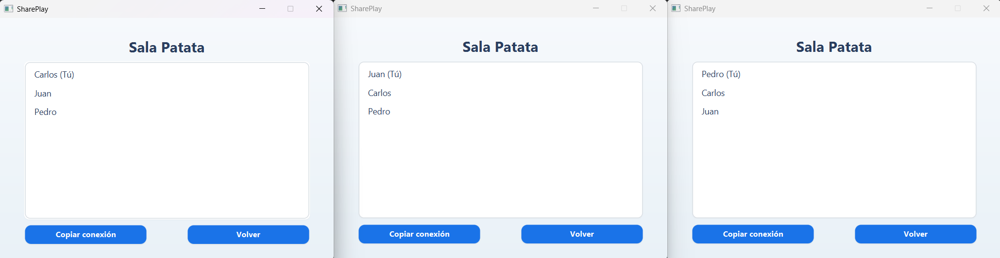 SharePlay
Sala Patata
Carlos (Tú)
Juan
Pedro
Copiar conexión
Volver
SharePlay
Sala Patata
Juan (Tú)
Carlos
Pedro
Copiar conexión
Volver
SharePlay
Sala Patata
Pedro (Tú)
Carlos
Juan
Copiar conexión
Volver